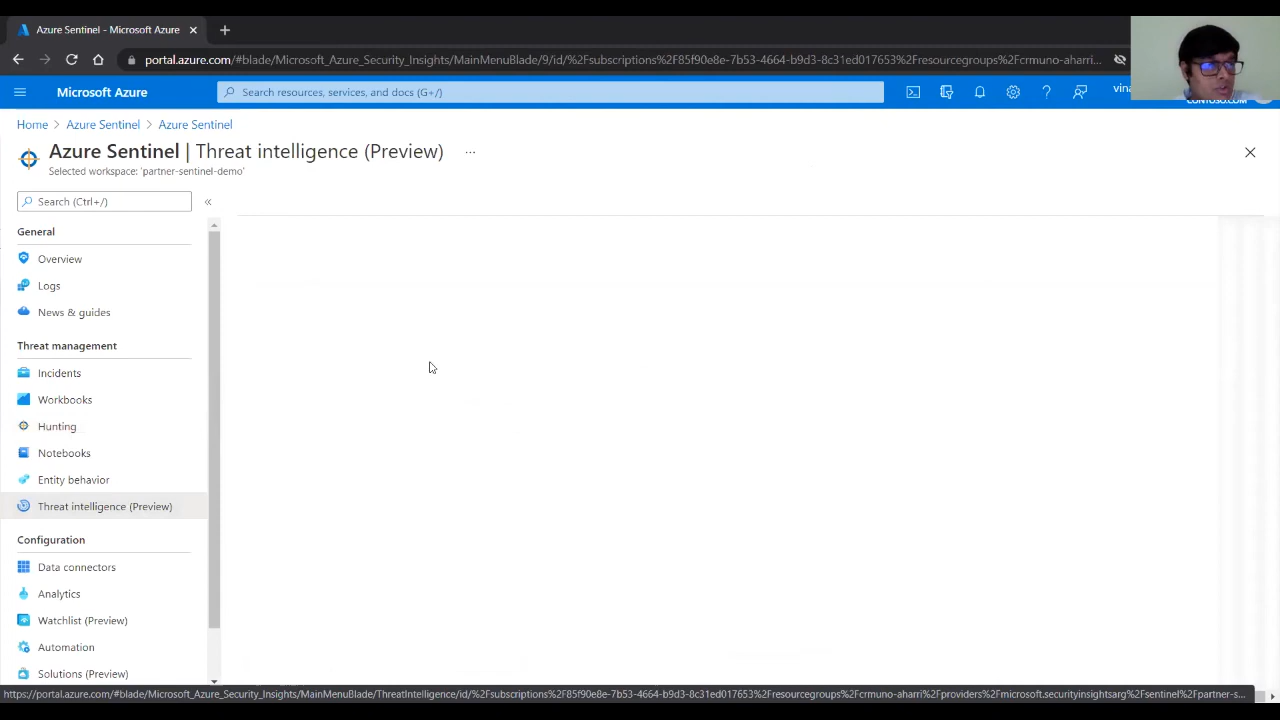 Azure Sentinel - Microsoft Azure
portal.azure.com/#blade/Microsoft_Azure_Security_Insights/MainMenuBlade/9/id/%2Fsubscriptions%2F85f90e8e-7b53-4664-b9d3-8c31ed017653%2Fresourcegroups%2Fcrmuno-aharri...
Microsoft Azure
Search resources, services, and docs (G+/)
CONTOSO.COM
Home > Azure Sentinel > Azure Sentinel
Azure Sentinel | Threat intelligence (Preview) ...
Selected workspace: 'partner-sentinel-demo'
Search (Ctrl+/) «
General
Overview
Logs
News & guides
Threat management
Incidents
Workbooks
Hunting
Notebooks
Entity behavior
Threat intelligence (Preview)
Configuration
Data connectors
Analytics
Watchlist (Preview)
Automation
Solutions (Preview)
https://portal.azure.com/#blade/Microsoft_Azure_Security_Insights/MainMenuBlade/ThreatIntelligence/id/%2Fsubscriptions%2F85f90e8e-7b53-4664-b9d3-8c31ed017653%2Fresourcegroups%2Fcrmuno-aharri%2Fproviders%2Fmicrosoft.securityinsightsarg%2Fsentinel%2Fpartner-s...